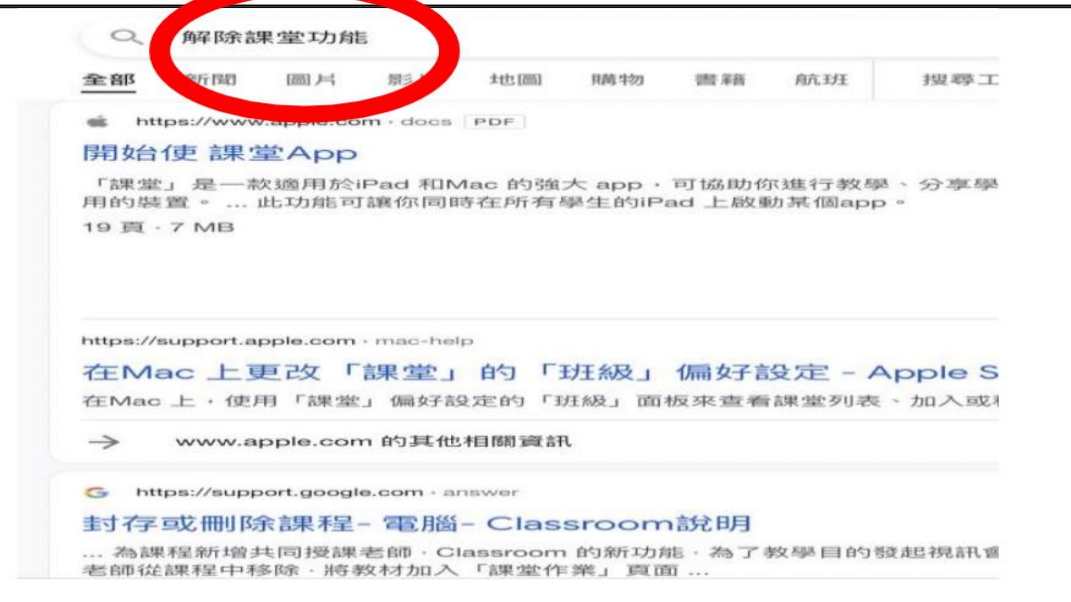 解除課堂功能
全部 新聞 圖片 地圖 購物 書籍 航班 搜尋工
https://www.apple.com · docs PDF
開始使 課堂App
「課堂」是一款適用於iPad 和Mac 的強大 app，可協助你進行教學、分享學
用的裝置。 ... 此功能可讓你同時在所有學生的iPad 上啟動某個app。
19 頁 · 7 MB
https://support.apple.com › mac-help
在Mac 上更改「課堂」的「班級」偏好設定 - Apple S
在Mac 上，使用「課堂」偏好設定的「班級」面板來查看課堂列表、加入或
www.apple.com 的其他相關資訊
https://support.google.com › answer
封存或刪除課程- 電腦- Classroom說明
... 為課程新增共同授課老師 · Classroom 的新功能 · 為了教學目的發起視訊會
老師從課程中移除 · 將教材加入「課堂作業」頁面 ...